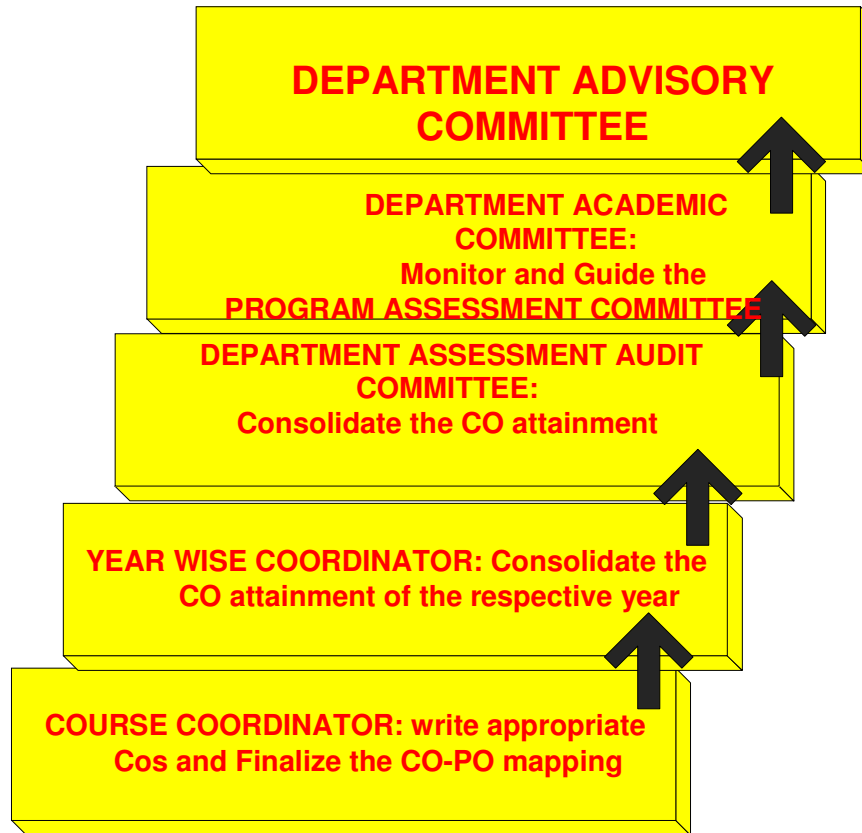 DEPARTMENT ADVISORY
COMMITTEE
DEPARTMENT ACADEMIC
COMMITTEE:
Monitor and Guide the
PROGRAM ASSESSMENT COMMITTEE
DEPARTMENT ASSESSMENT AUDIT
COMMITTEE:
Consolidate the CO attainment
YEAR WISE COORDINATOR: Consolidate the
CO attainment of the respective year
COURSE COORDINATOR: write appropriate
Cos and Finalize the CO-PO mapping